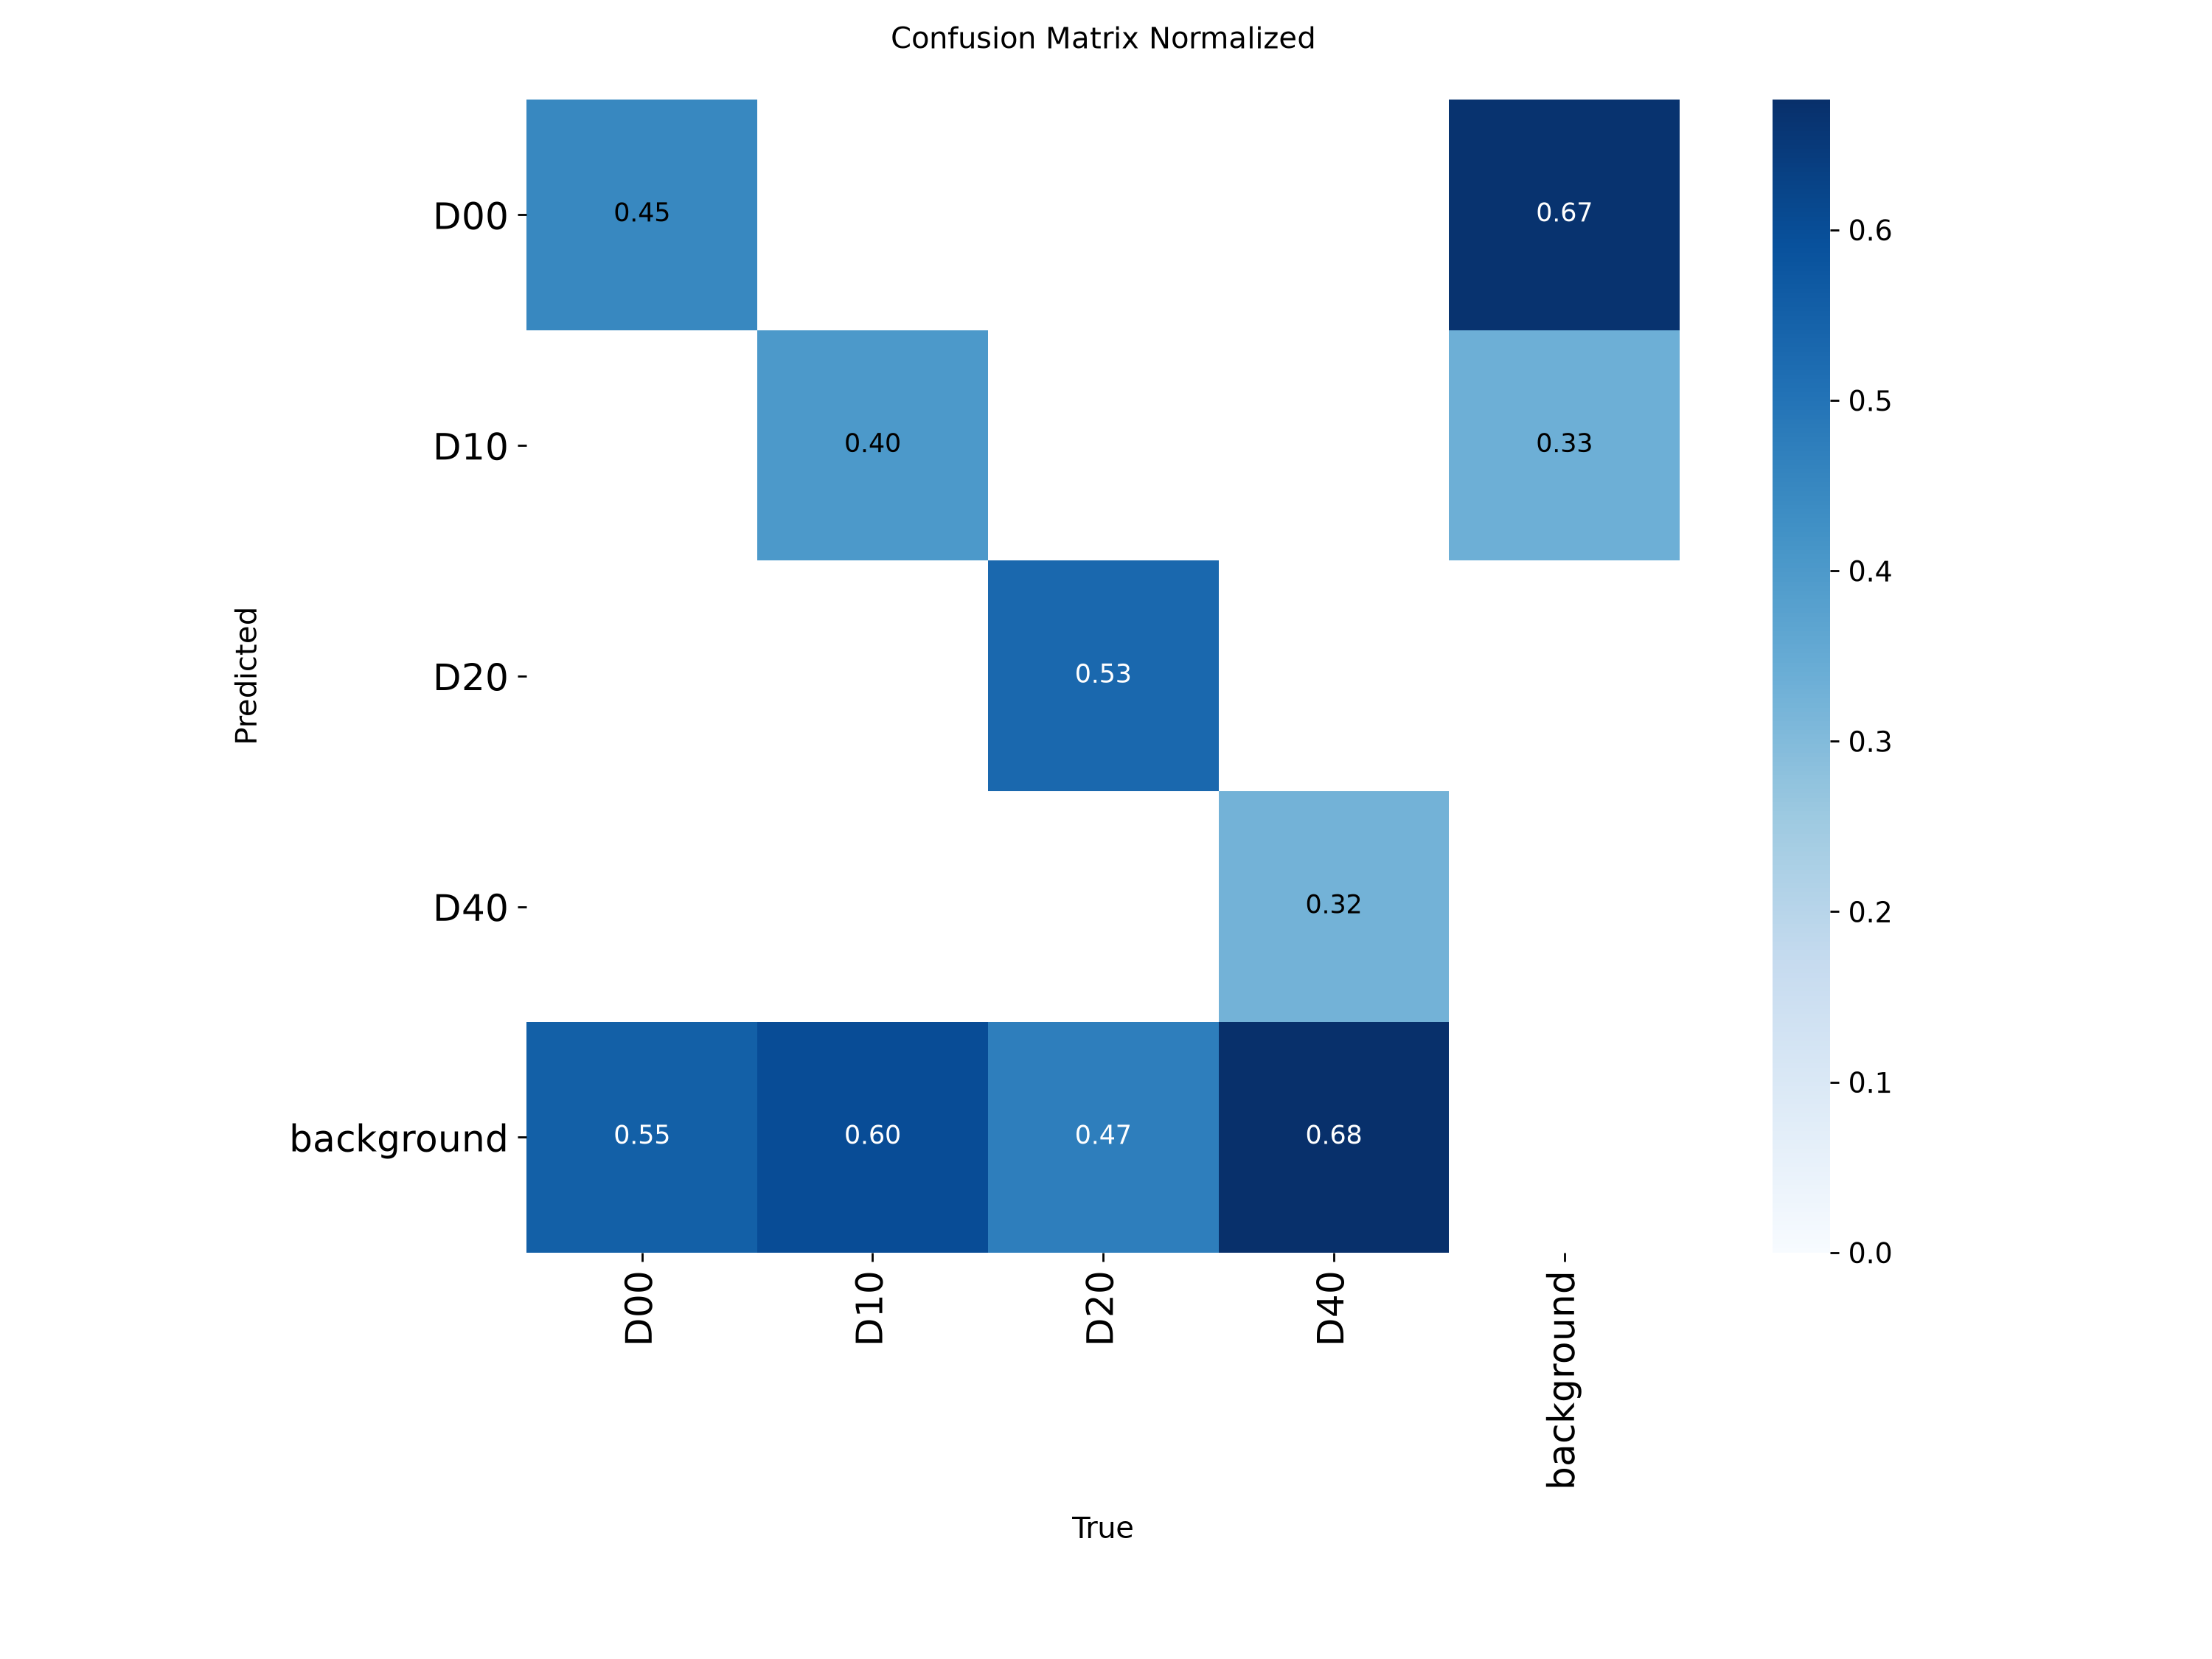 Confusion Matrix Normalized
D00
0.45
0.67
0.6
0.5
D10
0.40
0.33
0.4
Predicted
D20
0.53
0.3
D40
0.32
0.2
0.1
background
0.55
0.60
0.47
0.68
0.0
D00
D10
D20
D40
background
True